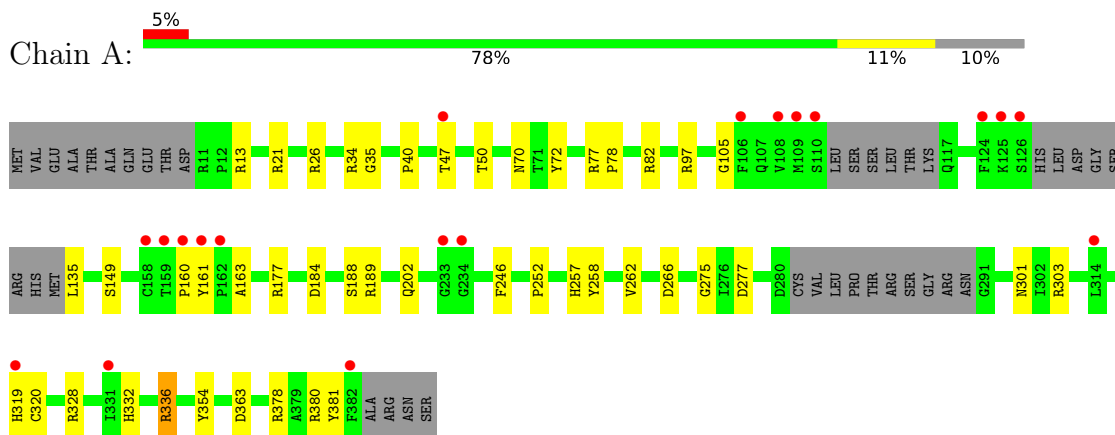 5%
Chain A:
78%
11%
10%
MET VAL GLU ALA THR ALA GLN GLU THR ASP R11 P12 R13 R21 R26 R34 G35 P40 T47 T50 N70 T71 Y72 R77 P78 R82 R97 G105 F106 Q107 V108 M109 S110 LEU SER SER LEU THR LYS Q117 F124 K125 S126 HIS LEU ASP GLY SER
ARG HIS MET L135 S149 C158 T159 P160 Y161 P162 A163 R177 D184 S188 R189 Q202 G233 G234 F246 P252 H257 Y258 V262 D266 G275 I276 D277 D280 CYS VAL LEU PRO THR ARG SER GLY ARG ASN G291 N301 I302 R303 L314
H319 C320 R328 I331 H332 R336 Y354 D363 R378 A379 R380 Y381 F382 ALA ARG ASN SER